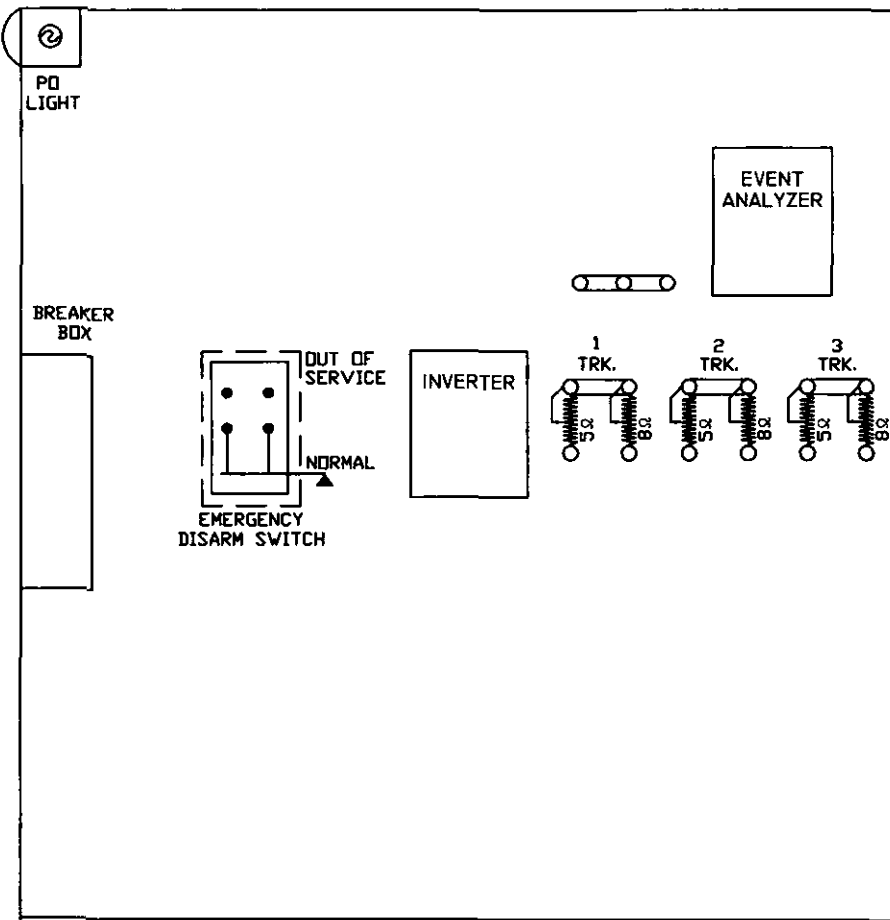 PO
LIGHT
EVENT
ANALYZER
BREAKER
BOX
OUT OF
SERVICE
NORMAL
EMERGENCY
DISARM SWITCH
INVERTER
1
TRK.
5Ω
8Ω
2
TRK.
5Ω
8Ω
3
TRK.
5Ω
8Ω